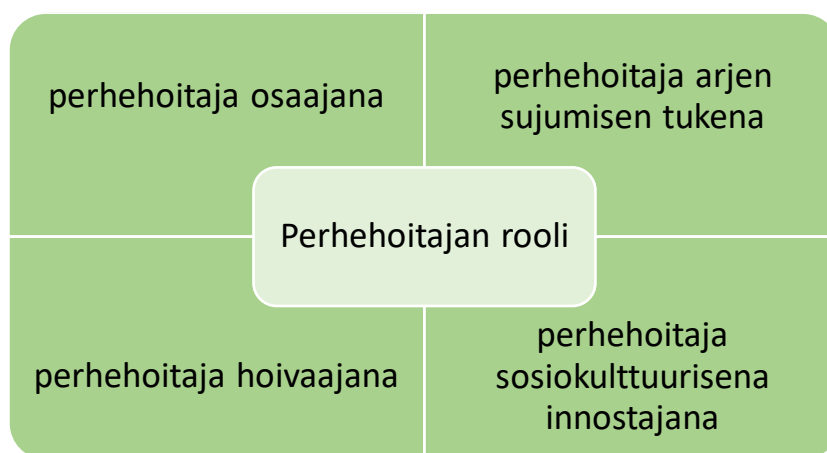 perhehoitaja osaajana
perhehoitaja arjen
sujumisen tukena
Perhehoitajan rooli
perhehoitaja hoivaajana
perhehoitaja
sosiokulttuurisena
innostajana